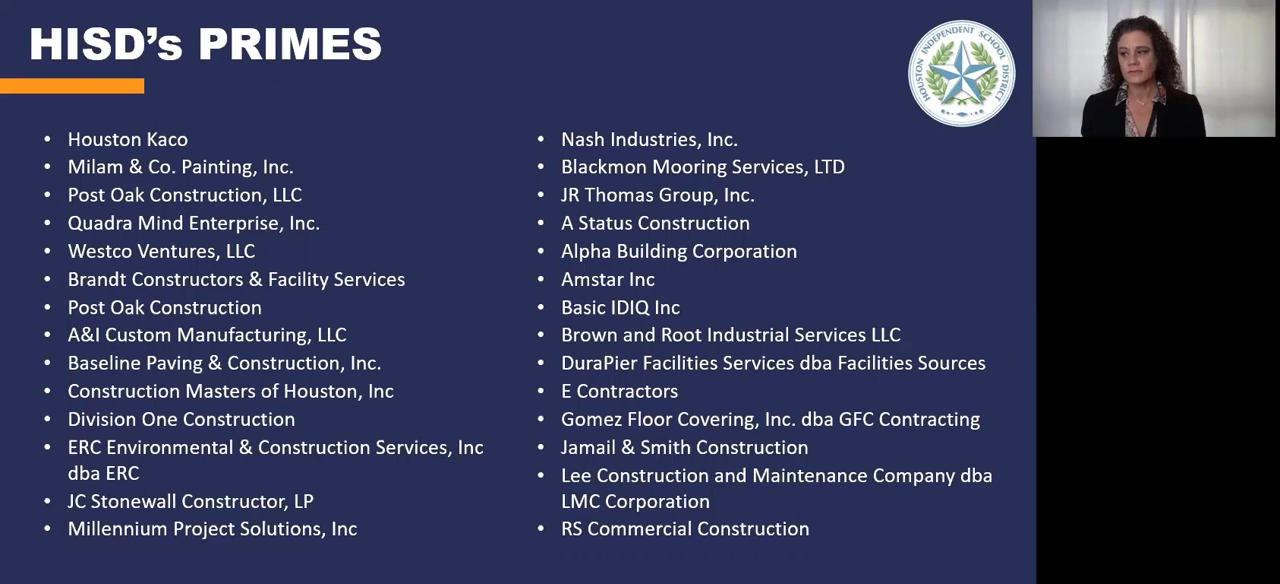 HISD's PRIMES
HOUSTON INDEPENDENT SCHOOL DISTRICT
• Houston Kaco
• Milam & Co. Painting, Inc.
• Post Oak Construction, LLC
• Quadra Mind Enterprise, Inc.
• Westco Ventures, LLC
• Brandt Constructors & Facility Services
• Post Oak Construction
• A&I Custom Manufacturing, LLC
• Baseline Paving & Construction, Inc.
• Construction Masters of Houston, Inc
• Division One Construction
• ERC Environmental & Construction Services, Inc
dba ERC
• JC Stonewall Constructor, LP
• Millennium Project Solutions, Inc
• Nash Industries, Inc.
• Blackmon Mooring Services, LTD
• JR Thomas Group, Inc.
• A Status Construction
• Alpha Building Corporation
• Amstar Inc
• Basic IDIQ Inc
• Brown and Root Industrial Services LLC
• DuraPier Facilities Services dba Facilities Sources
• E Contractors
• Gomez Floor Covering, Inc. dba GFC Contracting
• Jamail & Smith Construction
• Lee Construction and Maintenance Company dba
LMC Corporation
• RS Commercial Construction